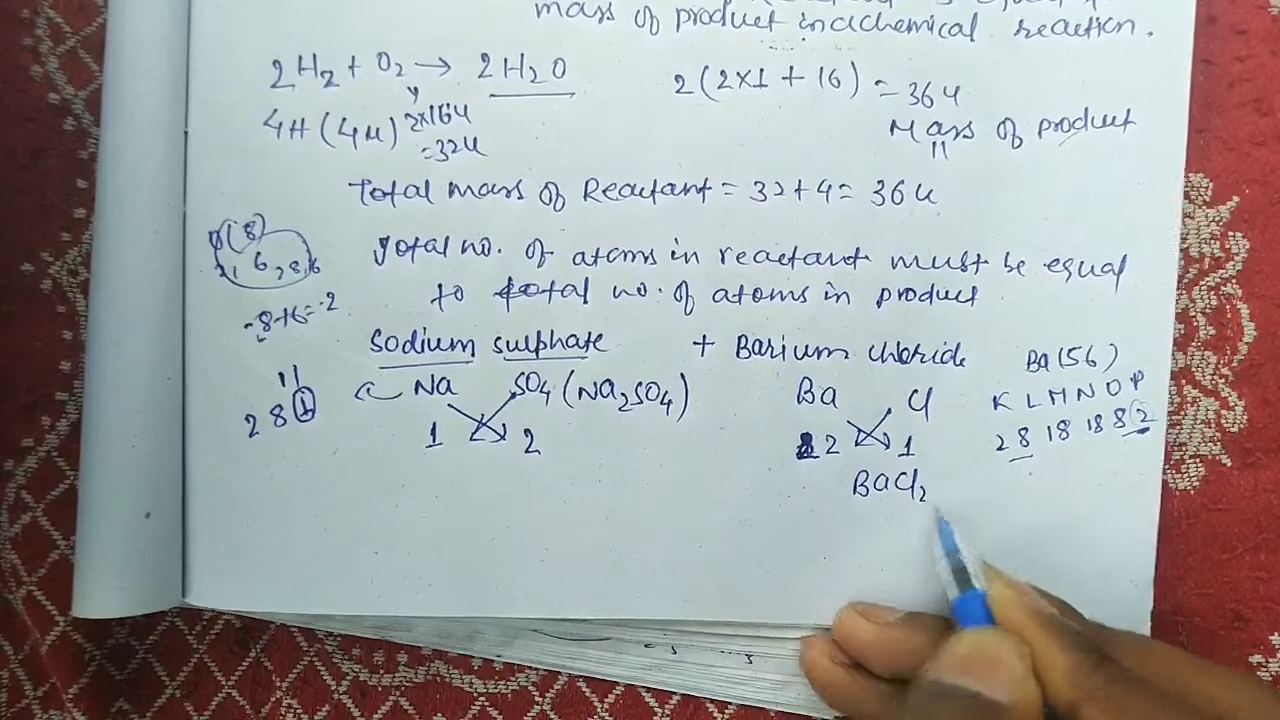 mass of product in a chemical reaction.
2H2 + O2 → 2H2O 2(2×1 + 16) = 36u
4H(4u) 2×16u Mass of product
=32u
Total mass of Reactant = 32+4 = 36u
Total no. of atoms in reactant must be equal
to total no. of atoms in product
-8+6=-2
Sodium sulphate + Barium chloride Ba(56)
11 Na SO4 (Na2SO4) Ba Cl K L M N O P
2 8 1 1 2 2 1 2 8 18 18 8 2
BaCl2